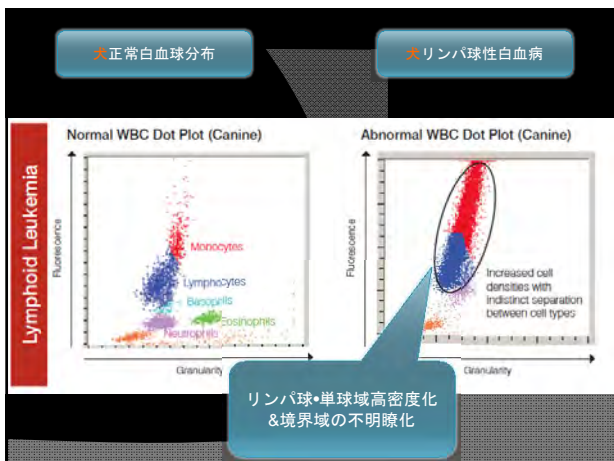 犬正常白血球分布
犬リンパ球性白血病
Lymphoid Leukemia
Normal WBC Dot Plot (Canine)
Fluorescence
Monocytes
Lymphocytes
Basophils
Eosinophils
Neutrophils
Granularity
Abnormal WBC Dot Plot (Canine)
Fluorescence
Increased cell
densities with
indistinct separation
between cell types
Granularity
リンパ球・単球域高密度化
&境界域の不明瞭化